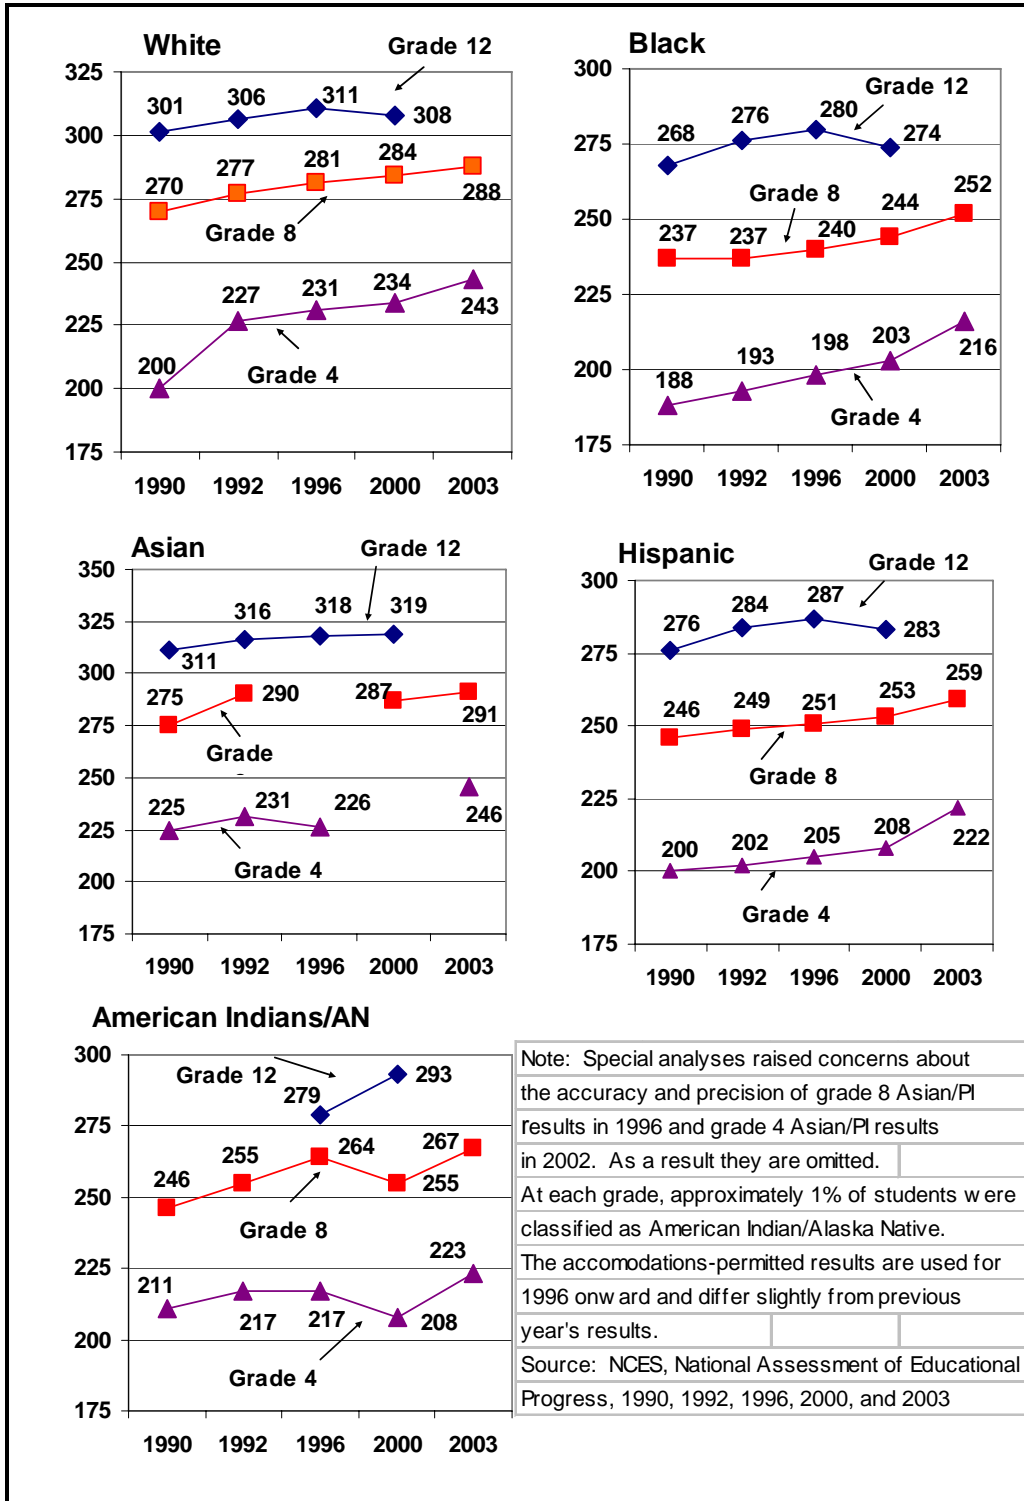 White
Grade 12
325
300
275
250
225
200
175
301
306
311
308
270
277
281
284
288
Grade 8
200
227
231
234
243
Grade 4
1990 1992 1996 2000 2003
Black
Grade 12
300
275
250
225
200
175
268
276
280
274
Grade 8
237
237
240
244
252
188
193
198
203
216
Grade 4
1990 1992 1996 2000 2003
Asian
Grade 12
350
325
300
275
250
225
200
175
311
316
318
319
275
290
287
291
Grade
225
231
226
246
Grade 4
1990 1992 1996 2000 2003
Hispanic
Grade 12
300
275
250
225
200
175
276
284
287
283
246
249
251
253
259
Grade 8
200
202
205
208
222
Grade 4
1990 1992 1996 2000 2003
American Indians/AN
300
275
250
225
200
175
Grade 12
279
293
246
255
264
255
267
Grade 8
211
217
217
208
223
Grade 4
1990 1992 1996 2000 2003
Note: Special analyses raised concerns about
the accuracy and precision of grade 8 Asian/PI
results in 1996 and grade 4 Asian/PI results
in 2002. As a result they are omitted.
At each grade, approximately 1% of students were
classified as American Indian/Alaska Native.
The accomodations-permitted results are used for
1996 onward and differ slightly from previous
year's results.
Source: NCES, National Assessment of Educational
Progress, 1990, 1992, 1996, 2000, and 2003